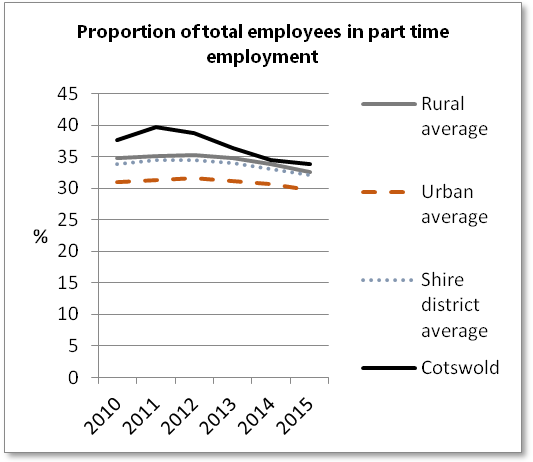 Proportion of total employees in part time
employment
45
40
35
30
25
20
15
10
5
0
%
2010
2011
2012
2013
2014
2015
Rural
average
Urban
average
Shire
district
average
Cotswold